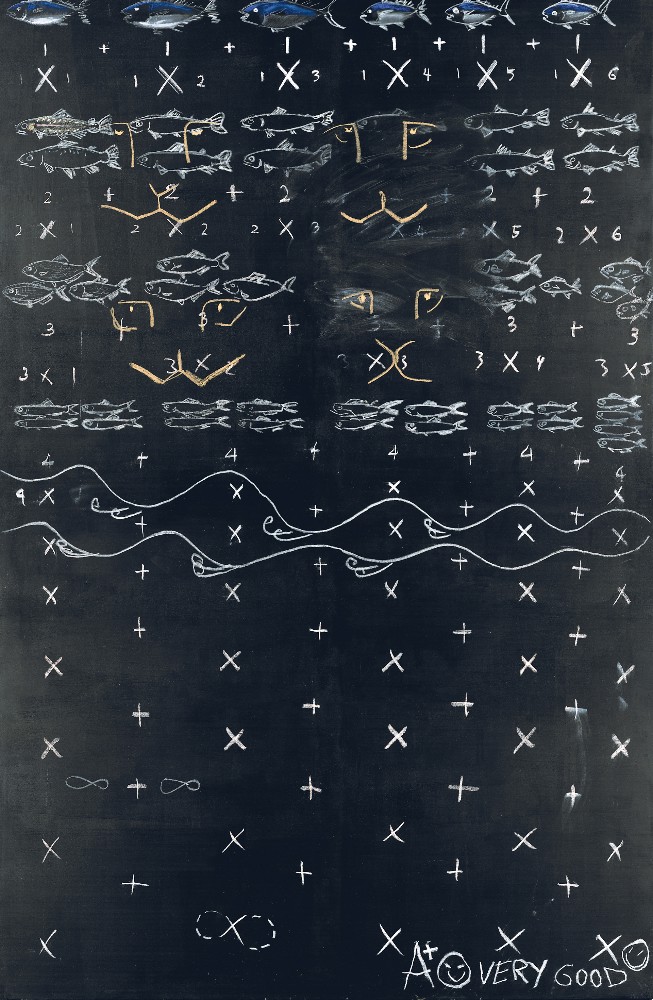 1 + 1 + 1 + 1 + 1 + 1
1 X 1 1 X 2 1 X 3 1 X 4 1 X 5 1 X 6
2 + 2 + 2 + 2 + 2
2 X 1 2 X 2 2 X 3 X 4 X 5 2 X 6
3 3 + 3 + 3
3 X 1 3 X 2 3 X 3 3 X 4 3 X 5
4 + 4 + 4 + 4 + 4
4 X X X X X
+ + + +
X X X X X
+ + + +
X X X X X
+ + + +
X X X X X
+ + + +
X X X X X
∞ + ∞ + + +
X X X X X
+ + + +
X X X X X
A+ VERY GOOD